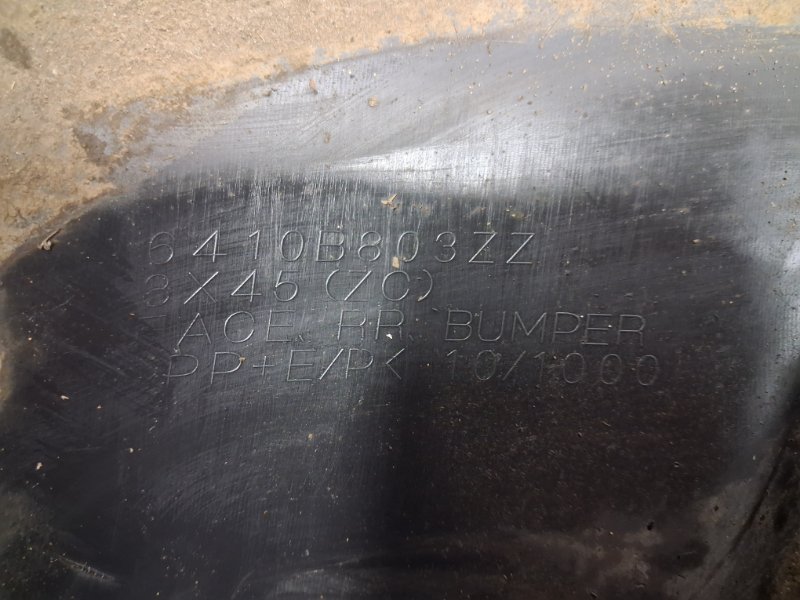 6410B803ZZ
8X45 (ZC)
FACE, RR, BUMPER
PP+E/P< 10/1000